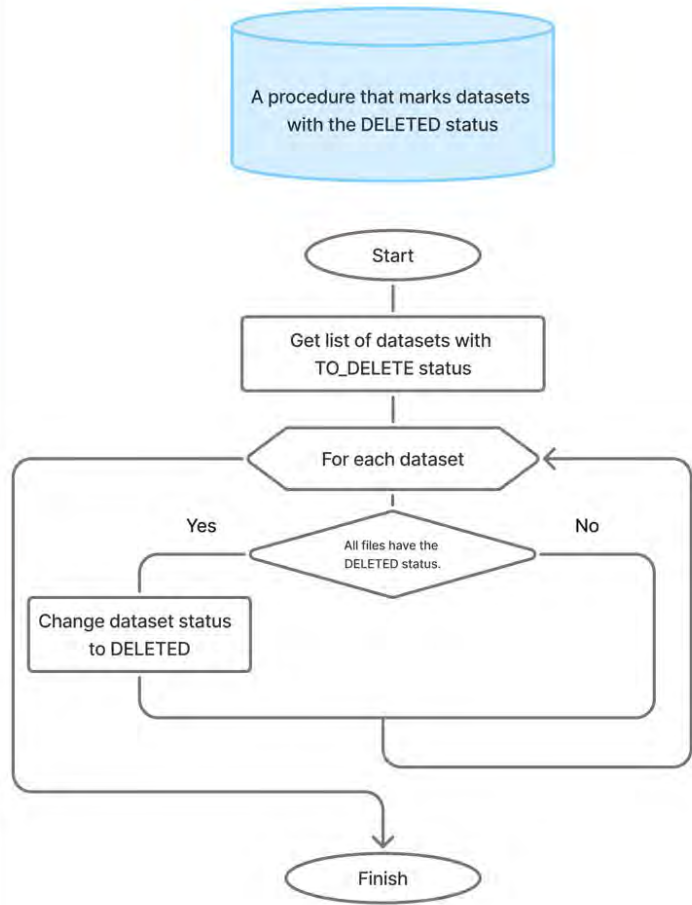 A procedure that marks datasets
with the DELETED status
Start
Get list of datasets with
TO_DELETE status
For each dataset
Yes
No
All files have the
DELETED status.
Change dataset status
to DELETED
Finish